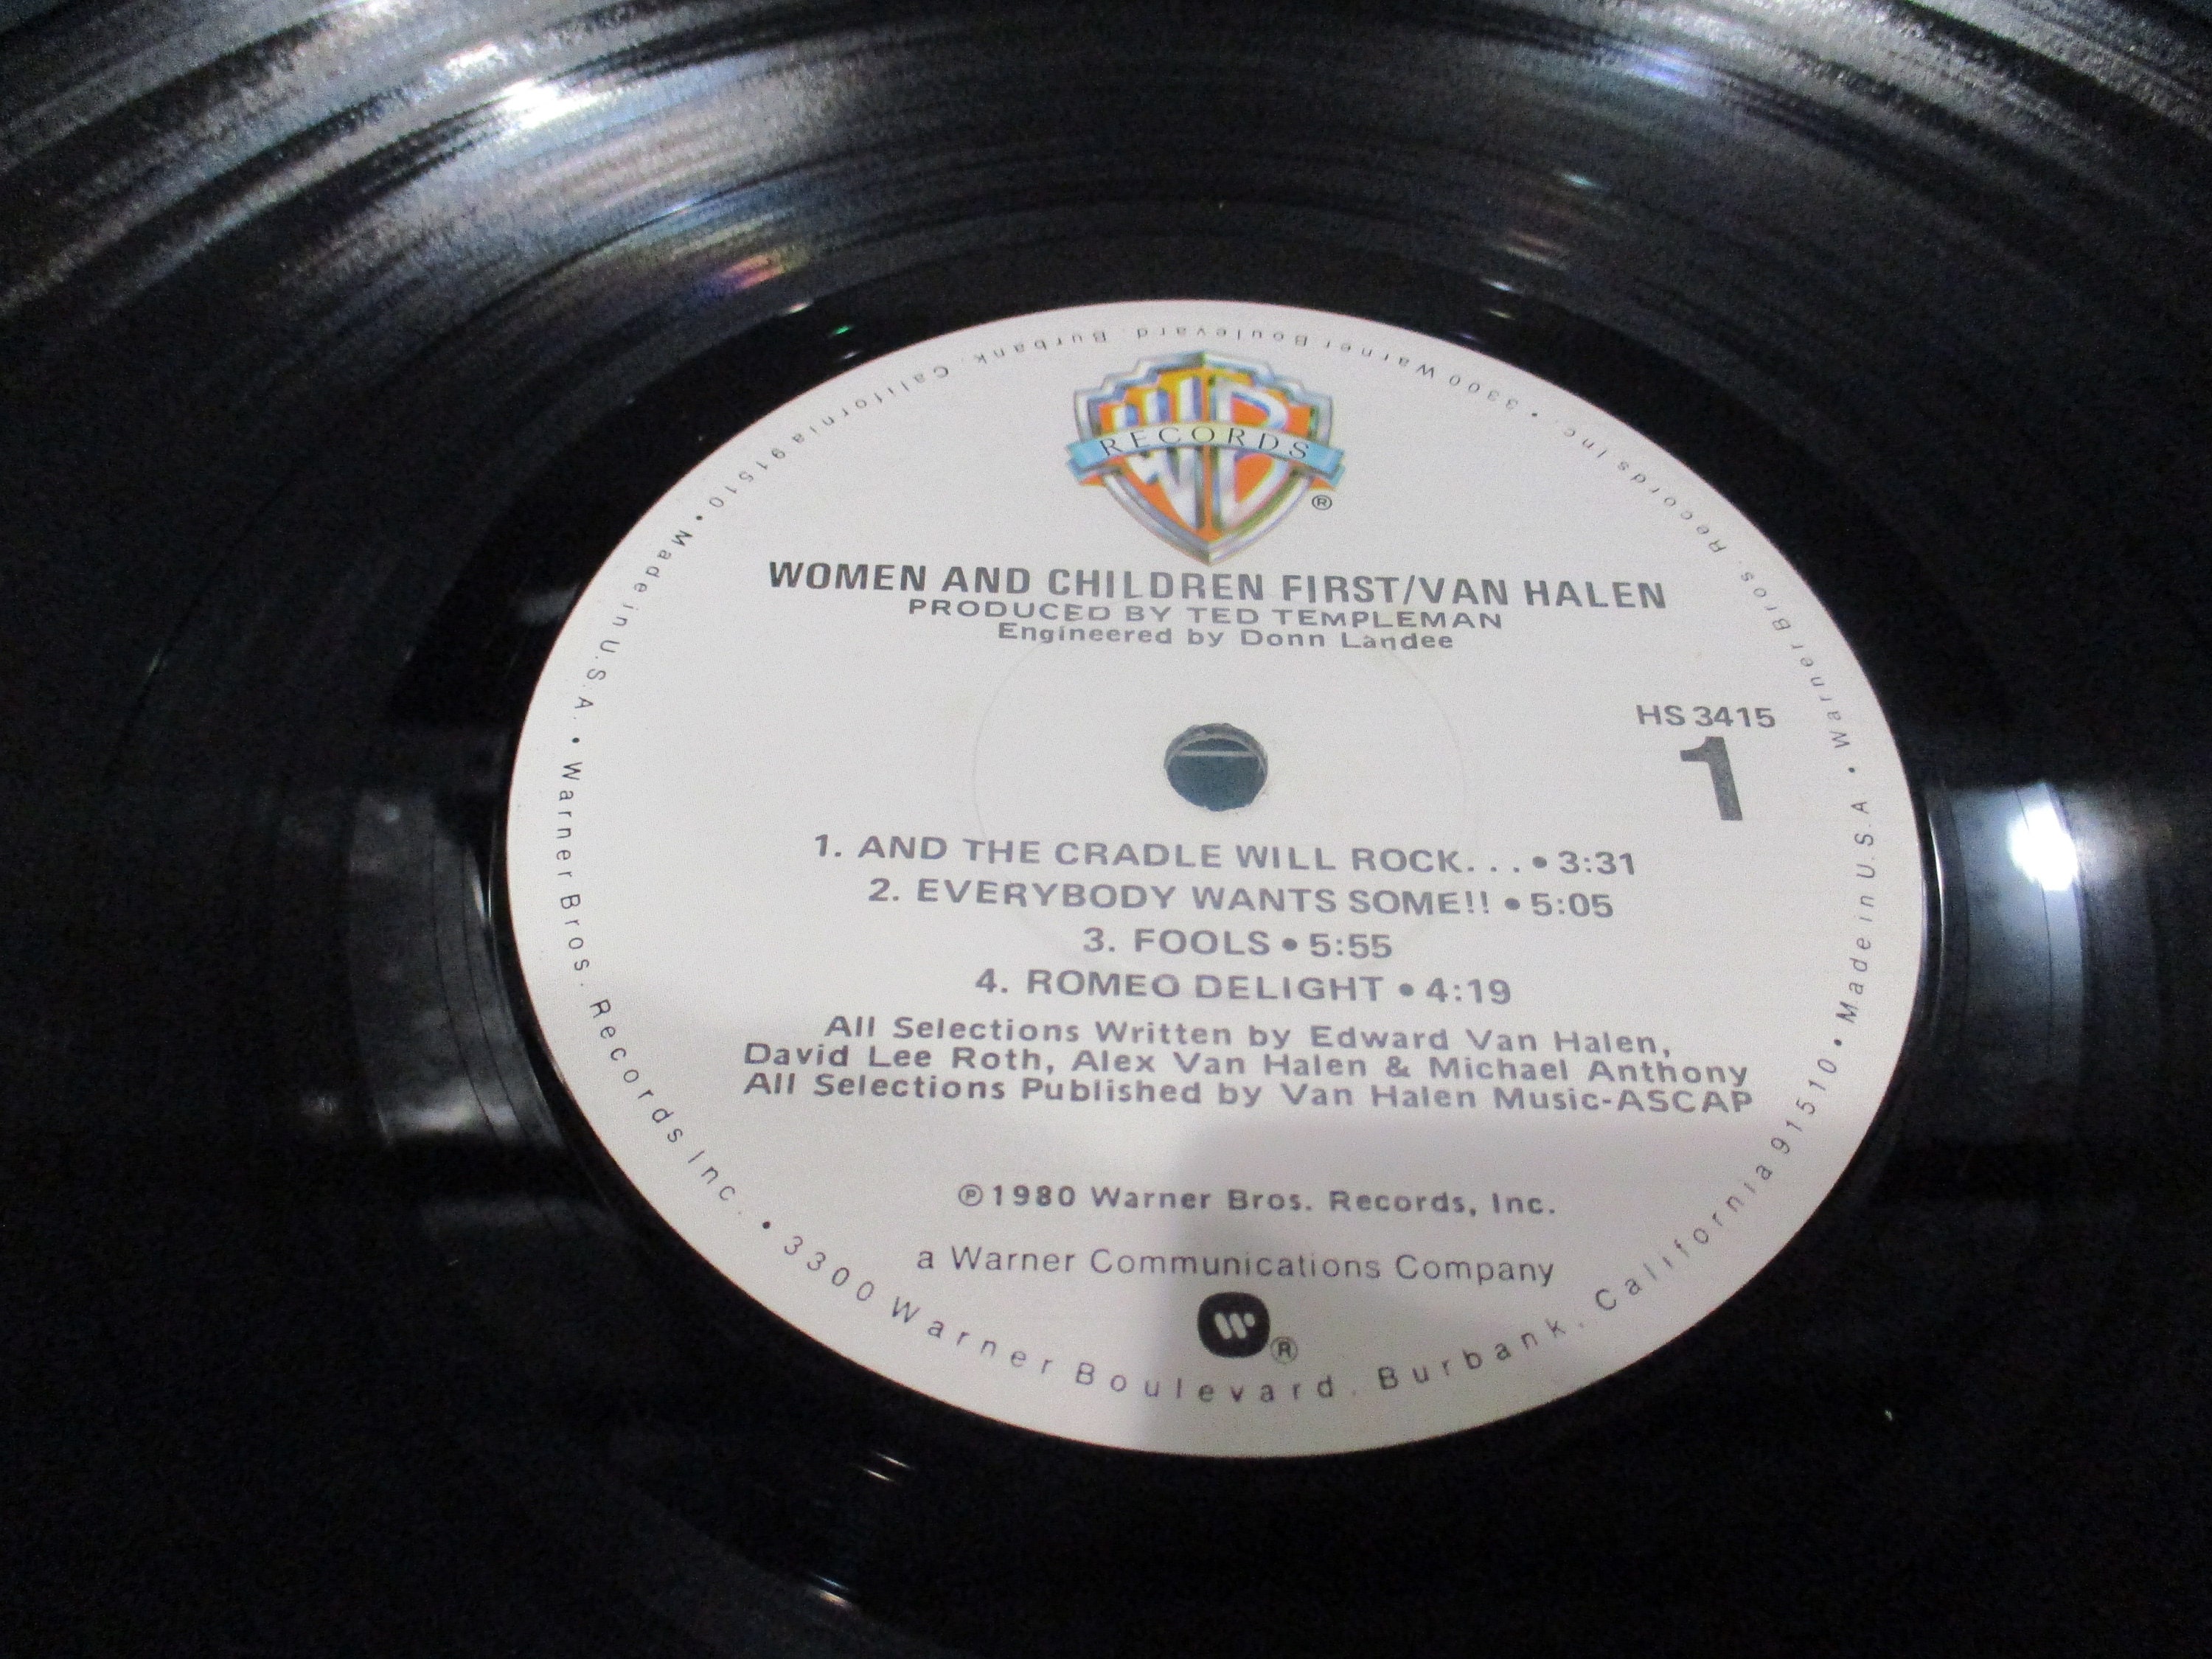 WB
RECORDS
®
WOMEN AND CHILDREN FIRST/VAN HALEN
PRODUCED BY TED TEMPLEMAN
Engineered by Donn Landee
HS 3415
1
1. AND THE CRADLE WILL ROCK. . . • 3:31
2. EVERYBODY WANTS SOME!! • 5:05
3. FOOLS • 5:55
4. ROMEO DELIGHT • 4:19
All Selections Written by Edward Van Halen,
David Lee Roth, Alex Van Halen & Michael Anthony
All Selections Published by Van Halen Music-ASCAP
℗1980 Warner Bros. Records, Inc.
a Warner Communications Company
W ®
Warner Bros. Records Inc. • 3300 Warner Boulevard. Burbank. California 91510 • Made in U.S.A. • Warner Bros. Records Inc. • 3300 Warner Boulevard. Burbank. California 91510 • Made in U.S.A. •